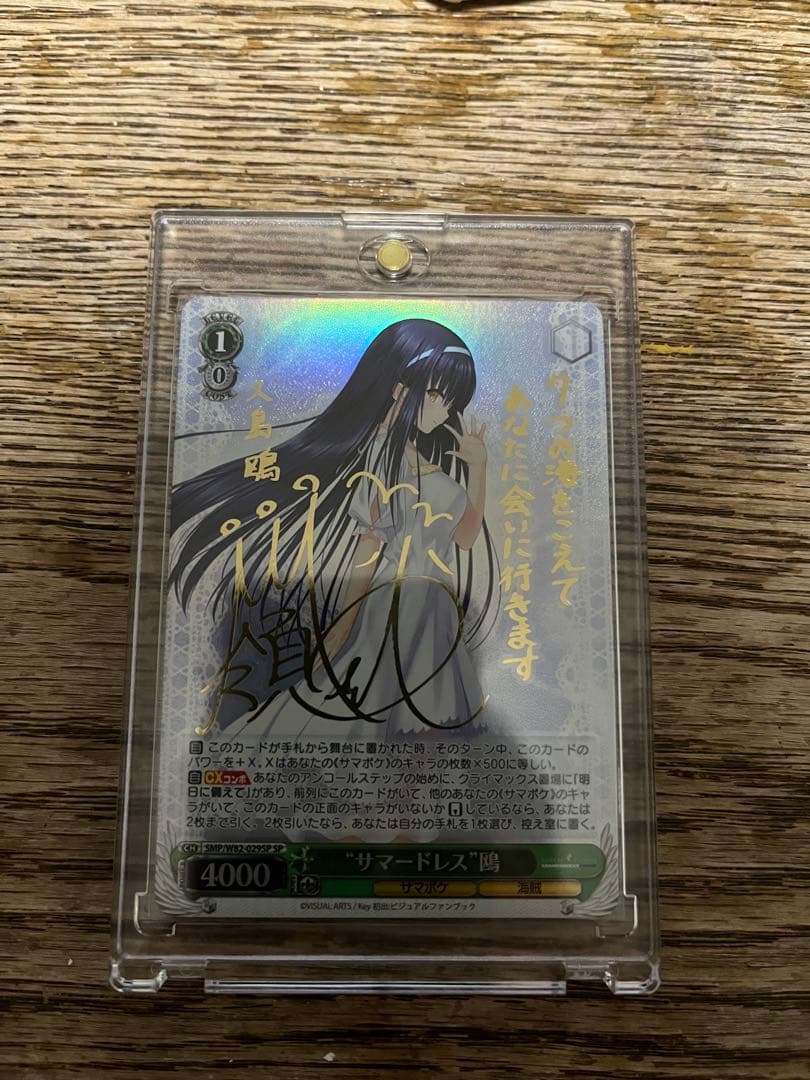 LEVEL
1
0
COST
久島鴎
7つの海をこえて
あなたに会いに行きます
このカードが手札から舞台に置かれた時、そのターン中、このカードの
パワーを+X。Xはあなたの《サマポケ》のキャラの枚数×500に等しい。
CXコンボ あなたのアンコールステップの始めに、クライマックス置場に「明
日に備えて」があり、前列にこのカードがいて、他のあなたの《サマポケ》のキャ
ラがいて、このカードの正面のキャラがいないかしているなら、あなたは
2枚まで引く。2枚引いたなら、あなたは自分の手札を1枚選び、控え室に置く。
CH SMP/W82-029SP SP
4000
“サマードレス”鴎
サマポケ 海賊
©VISUAL ARTS / Key 初出:ビジュアルファンブック